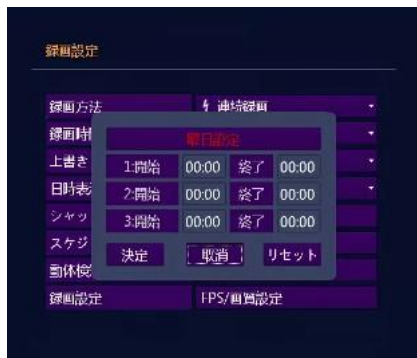 録画設定
録画方法 連続録画
録画時
曜日設定
上書き
1:開始 00:00 終了 00:00
日時表
2:開始 00:00 終了 00:00
シャッ
3:開始 00:00 終了 00:00
スケジ
決定 取消 リセット
動体検
録画設定 FPS/画質設定